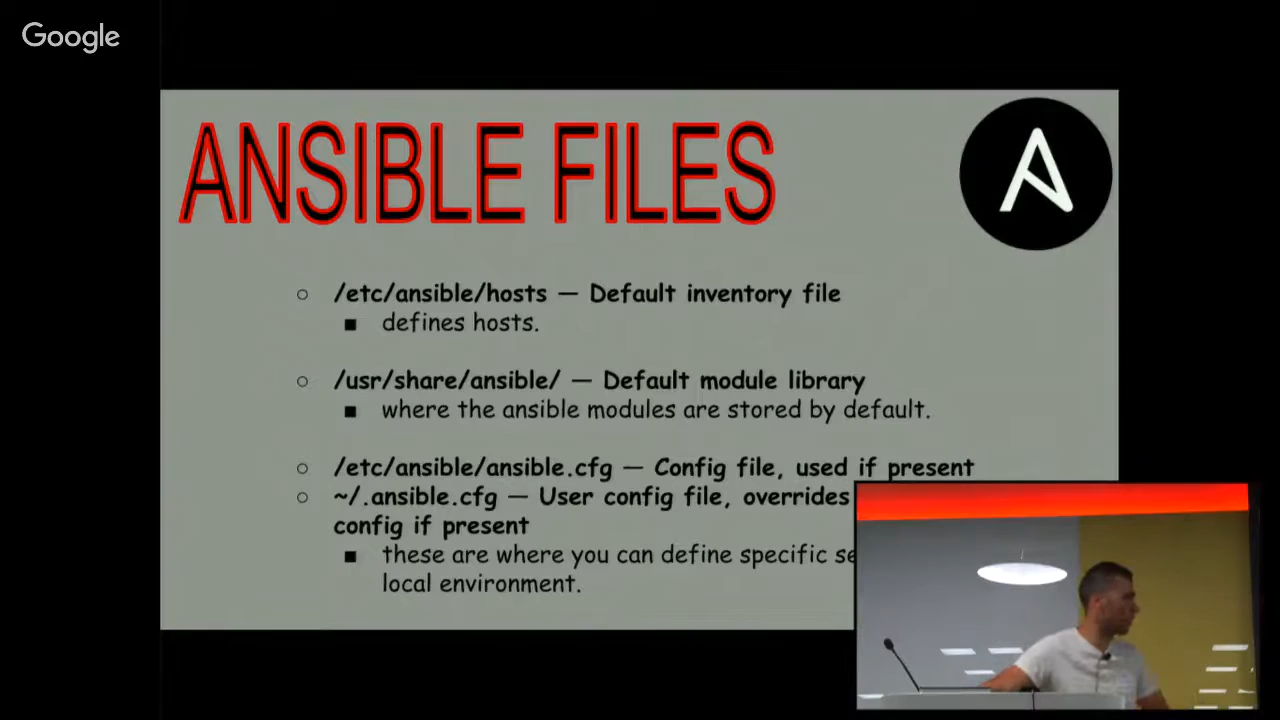 Google
ANSIBLE FILES
/etc/ansible/hosts — Default inventory file
defines hosts.
/usr/share/ansible/ — Default module library
where the ansible modules are stored by default.
/etc/ansible/ansible.cfg — Config file, used if present
~/.ansible.cfg — User config file, overrides
config if present
these are where you can define specific
local environment.